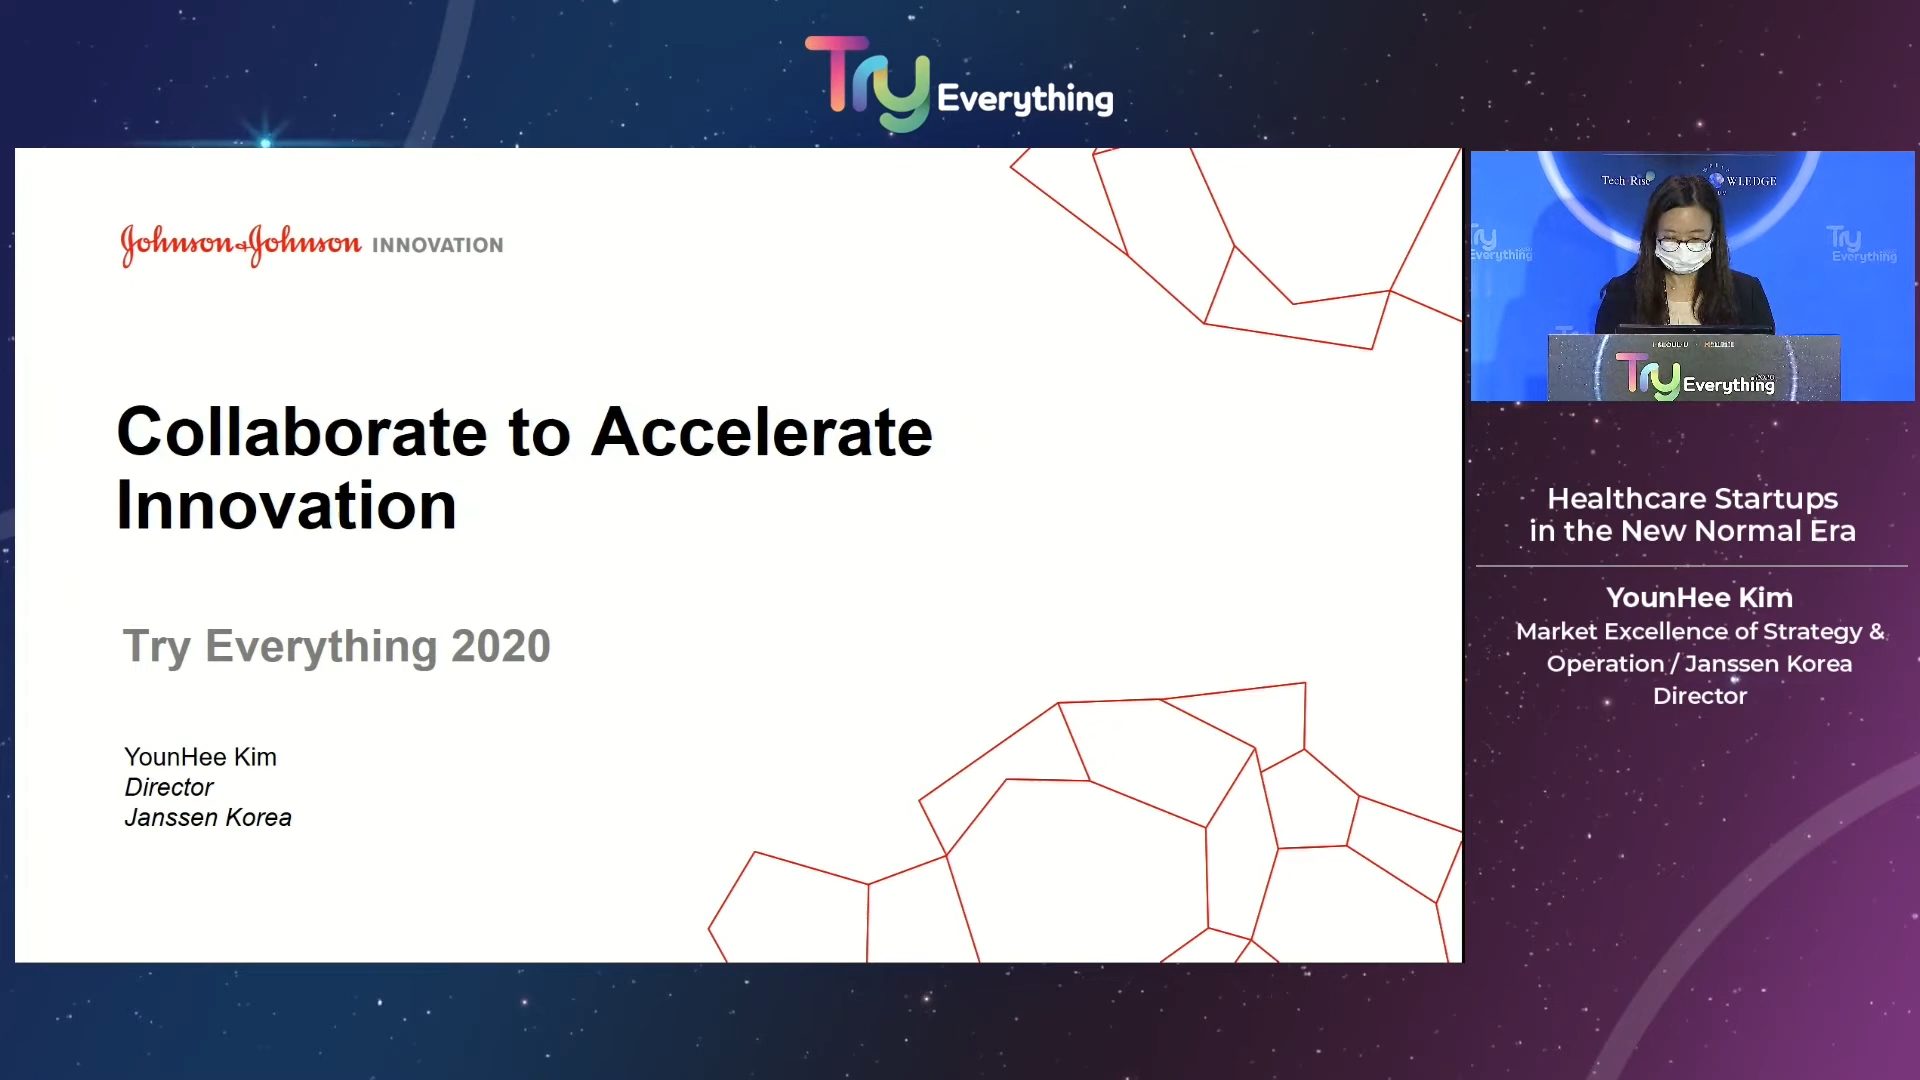 Try Everything
Johnson&Johnson INNOVATION
Collaborate to Accelerate
Innovation
Try Everything 2020
YounHee Kim
Director
Janssen Korea
Tech-Rise
WLEDGE
Try
Everything
Try
Everything
Try Everything
Healthcare Startups
in the New Normal Era
YounHee Kim
Market Excellence of Strategy &
Operation / Janssen Korea
Director